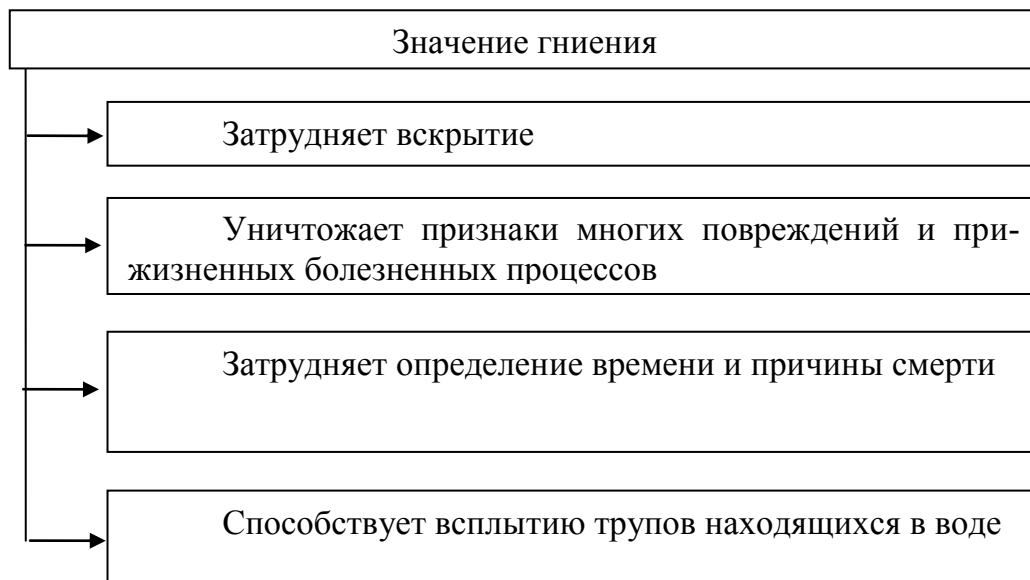 Значение гниения
Затрудняет вскрытие
Уничтожает признаки многих повреждений и при-
жизненных болезненных процессов
Затрудняет определение времени и причины смерти
Способствует всплытию трупов находящихся в воде